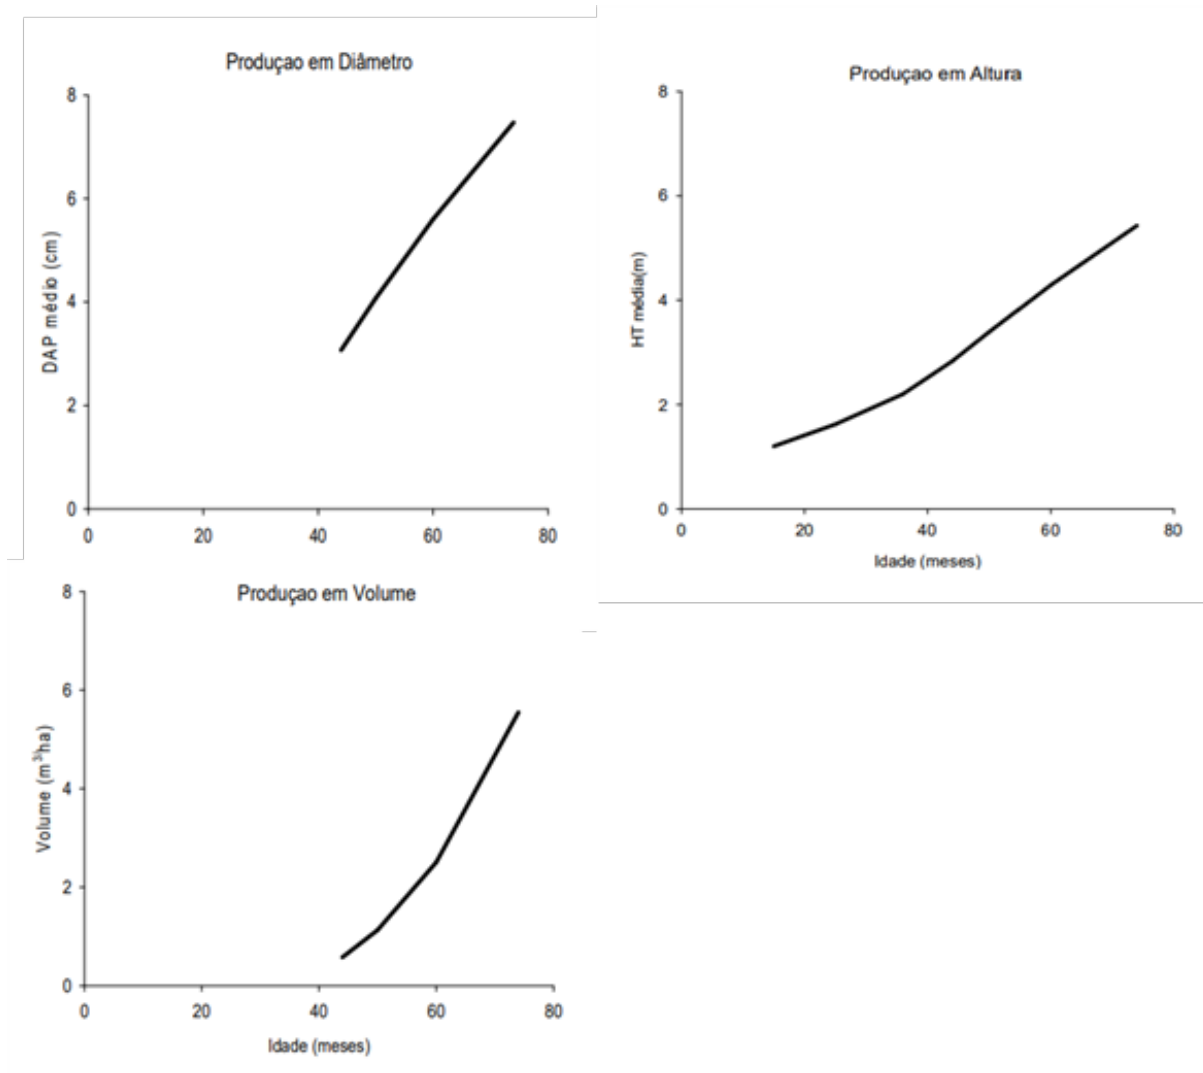 Produçao em Diâmetro
8
6
4
2
0
DAP médio (cm)
0 20 40 60 80
Produçao em Altura
8
6
4
2
0
HT média(m)
0 20 40 60 80
Idade (meses)
Produçao em Volume
8
6
4
2
0
Volume (m³/ha)
0 20 40 60 80
Idade (meses)